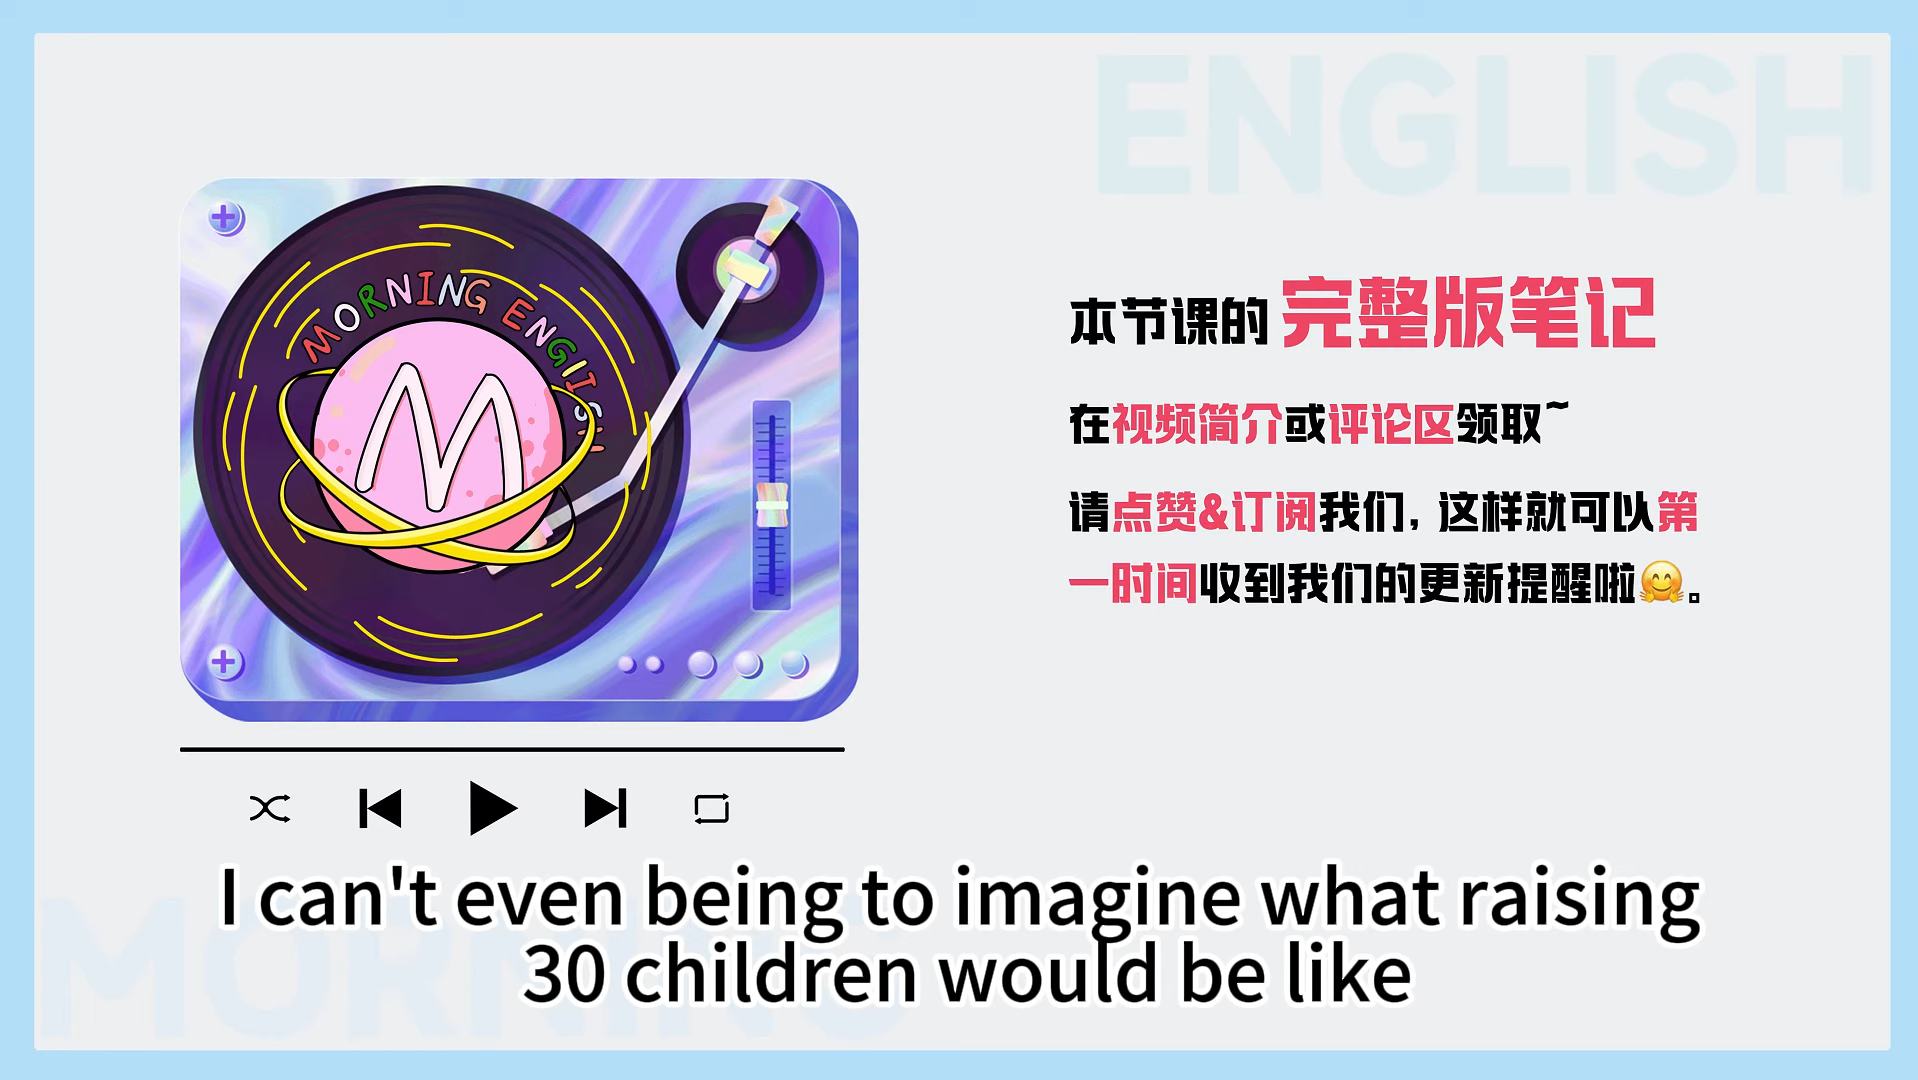 ENGLISH
MORNING ENGLISH
M
本节课的完整版笔记
在视频简介或评论区领取~
请点赞&订阅我们,这样就可以第
一时间收到我们的更新提醒啦🤗。
MORNING
I can't even being to imagine what raising
30 children would be like